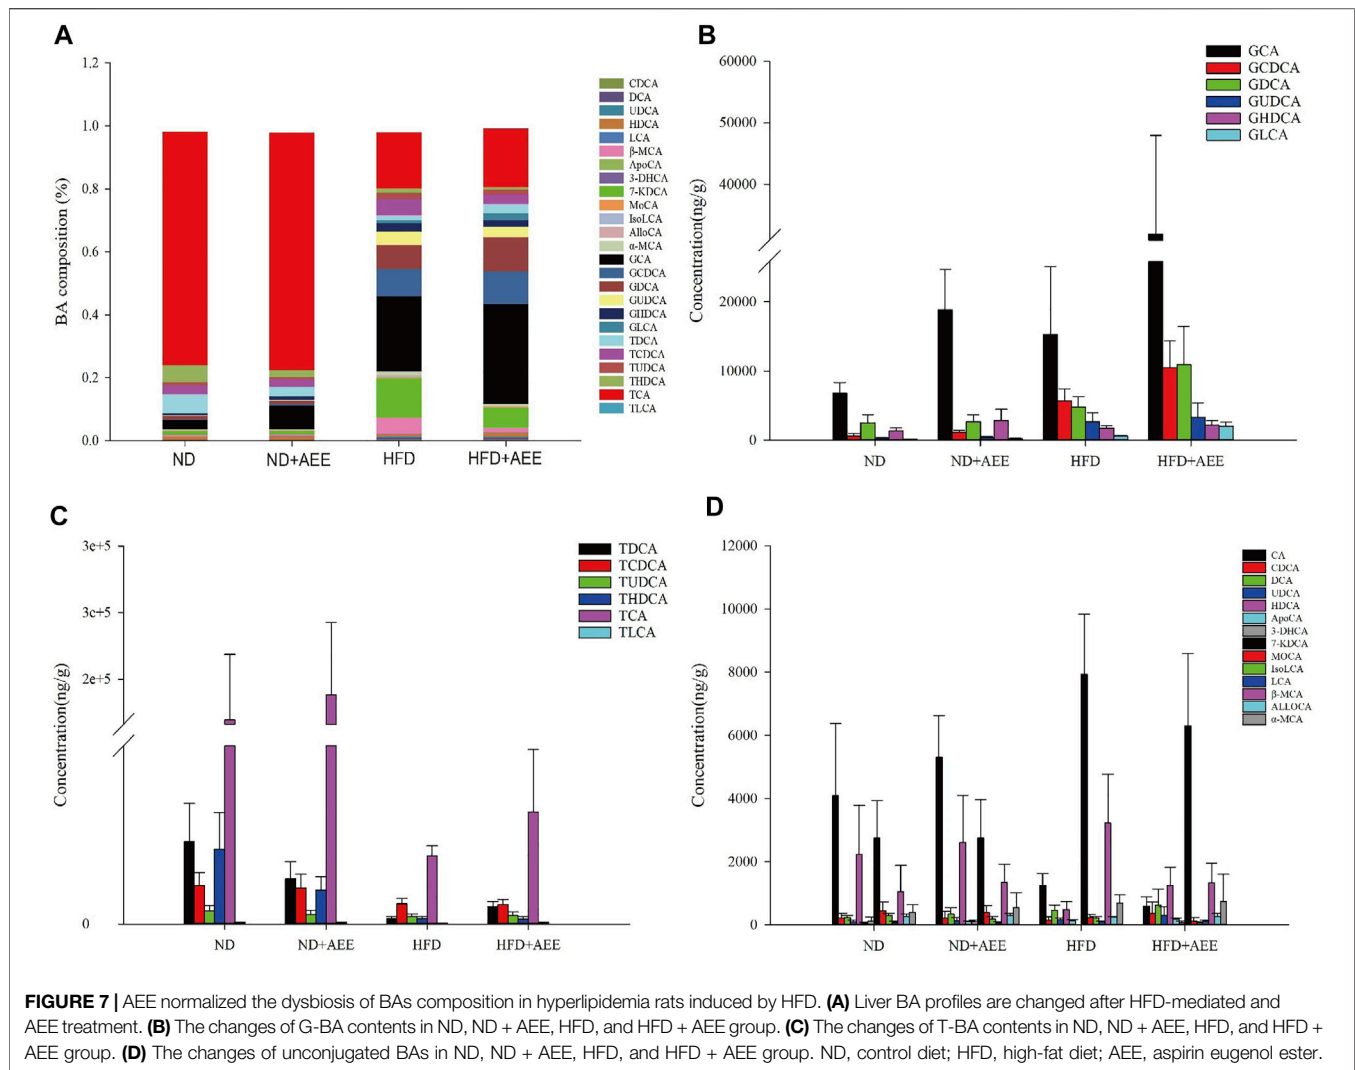 A
1,2
1.0
0.8
0.6
0.4
0.2
0.0
BA composition (%)
ND
ND+AEE
HFD
HFD+AEE
CDCA
DCA
UDCA
HDCA
LCA
β-MCA
ApoCA
3-DHCA
7-KDCA
MoCA
IsoLCA
AlloCA
α-MCA
GCA
GCDCA
GDCA
GUDCA
GHDCA
GLCA
TDCA
TCDCA
TUDCA
THDCA
TCA
TLCA
B
60000
50000
40000
20000
10000
0
Concentration(ng/g)
ND
ND+AEE
HFD
HFD+AEE
GCA
GCDCA
GDCA
GUDCA
GHDCA
GLCA
C
3e+5
3e+5
2e+5
0
Concentration(ng/g)
ND
ND+AEE
HFD
HFD+AEE
TDCA
TCDCA
TUDCA
THDCA
TCA
TLCA
D
12000
10000
8000
6000
4000
2000
0
Concentration(ng/g)
ND
ND+AEE
HFD
HFD+AEE
CA
CDCA
DCA
UDCA
HDCA
ApoCA
3-DHCA
7-KDCA
MOCA
IsoLCA
LCA
β-MCA
ALLOCA
α-MCA
FIGURE 7 | AEE normalized the dysbiosis of BAs composition in hyperlipidemia rats induced by HFD. (A) Liver BA profiles are changed after HFD-mediated and
AEE treatment. (B) The changes of G-BA contents in ND, ND + AEE, HFD, and HFD + AEE group. (C) The changes of T-BA contents in ND, ND + AEE, HFD, and HFD +
AEE group. (D) The changes of unconjugated BAs in ND, ND + AEE, HFD, and HFD + AEE group. ND, control diet; HFD, high-fat diet; AEE, aspirin eugenol ester.